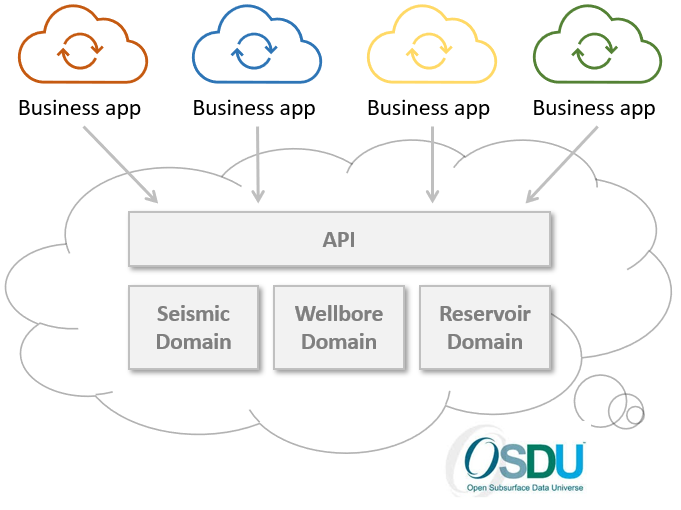 Business app Business app Business app Business app
API
Seismic Domain
Wellbore Domain
Reservoir Domain
OSDU™
Open Subsurface Data Universe